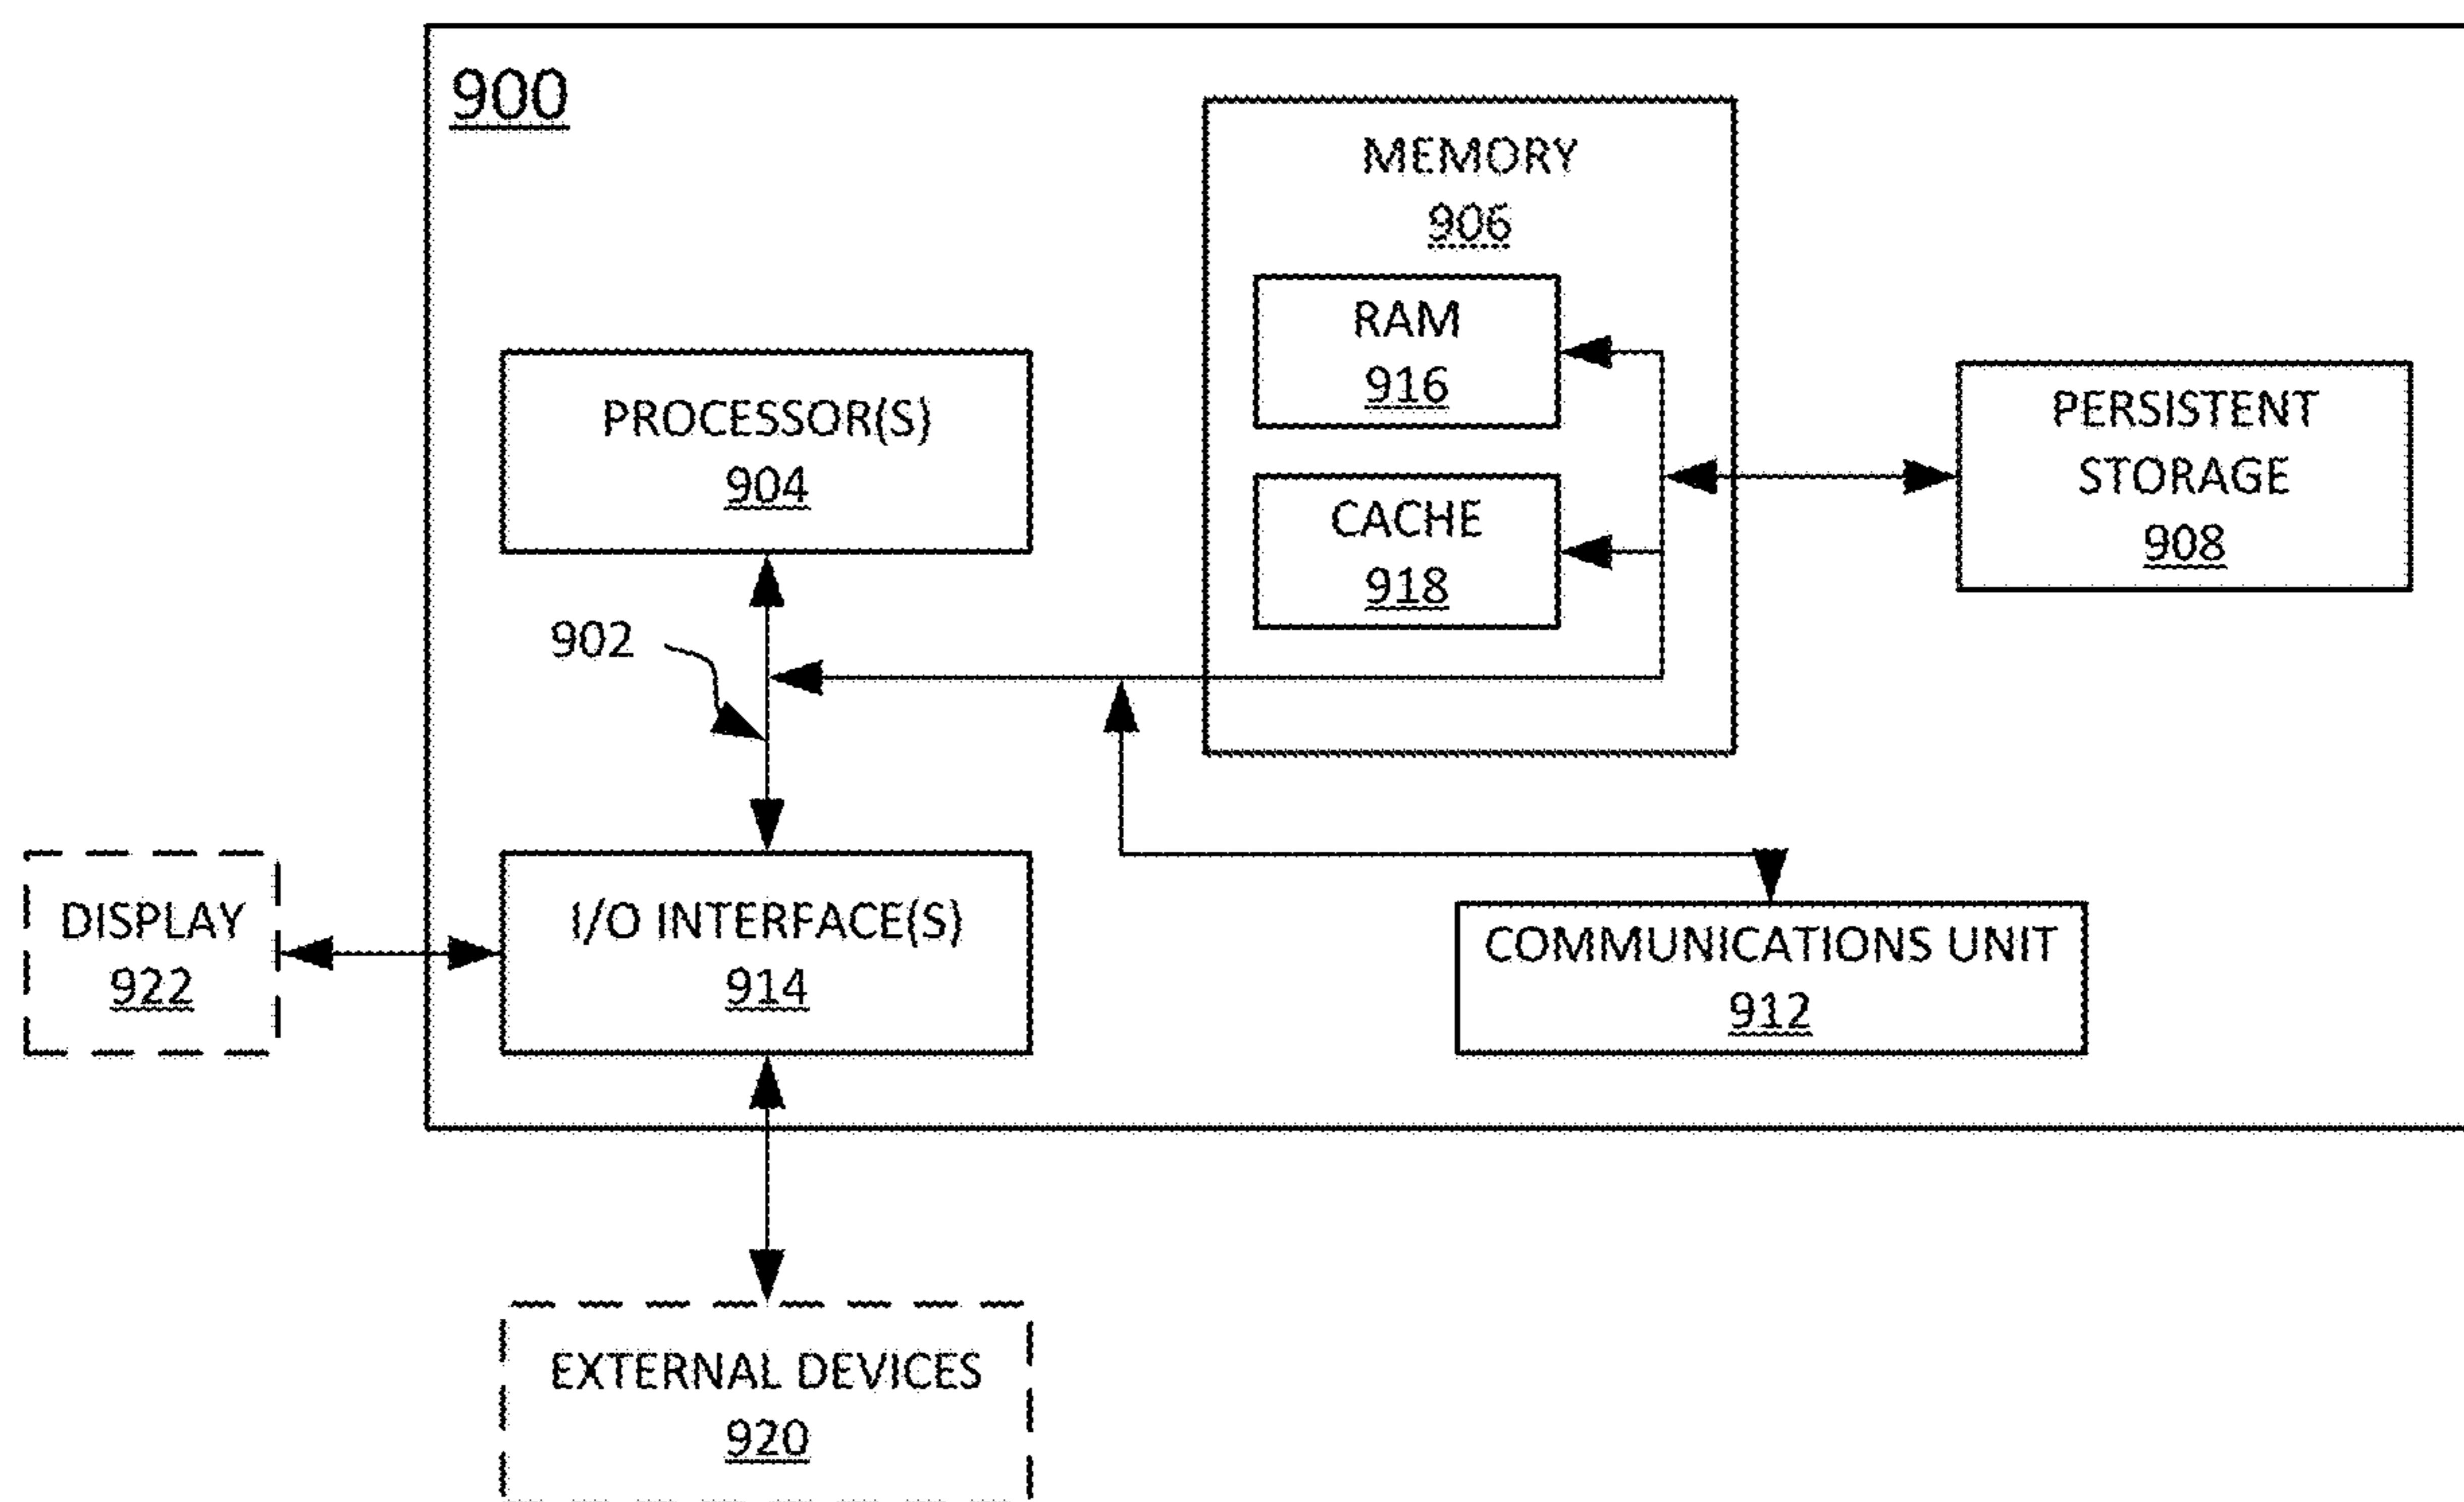 900
MEMORY
906
RAM
916
CACHE
918
PROCESSOR(S)
904
PERSISTENT
STORAGE
908
902
DISPLAY
922
I/O INTERFACE(S)
914
COMMUNICATIONS UNIT
912
EXTERNAL DEVICES
920